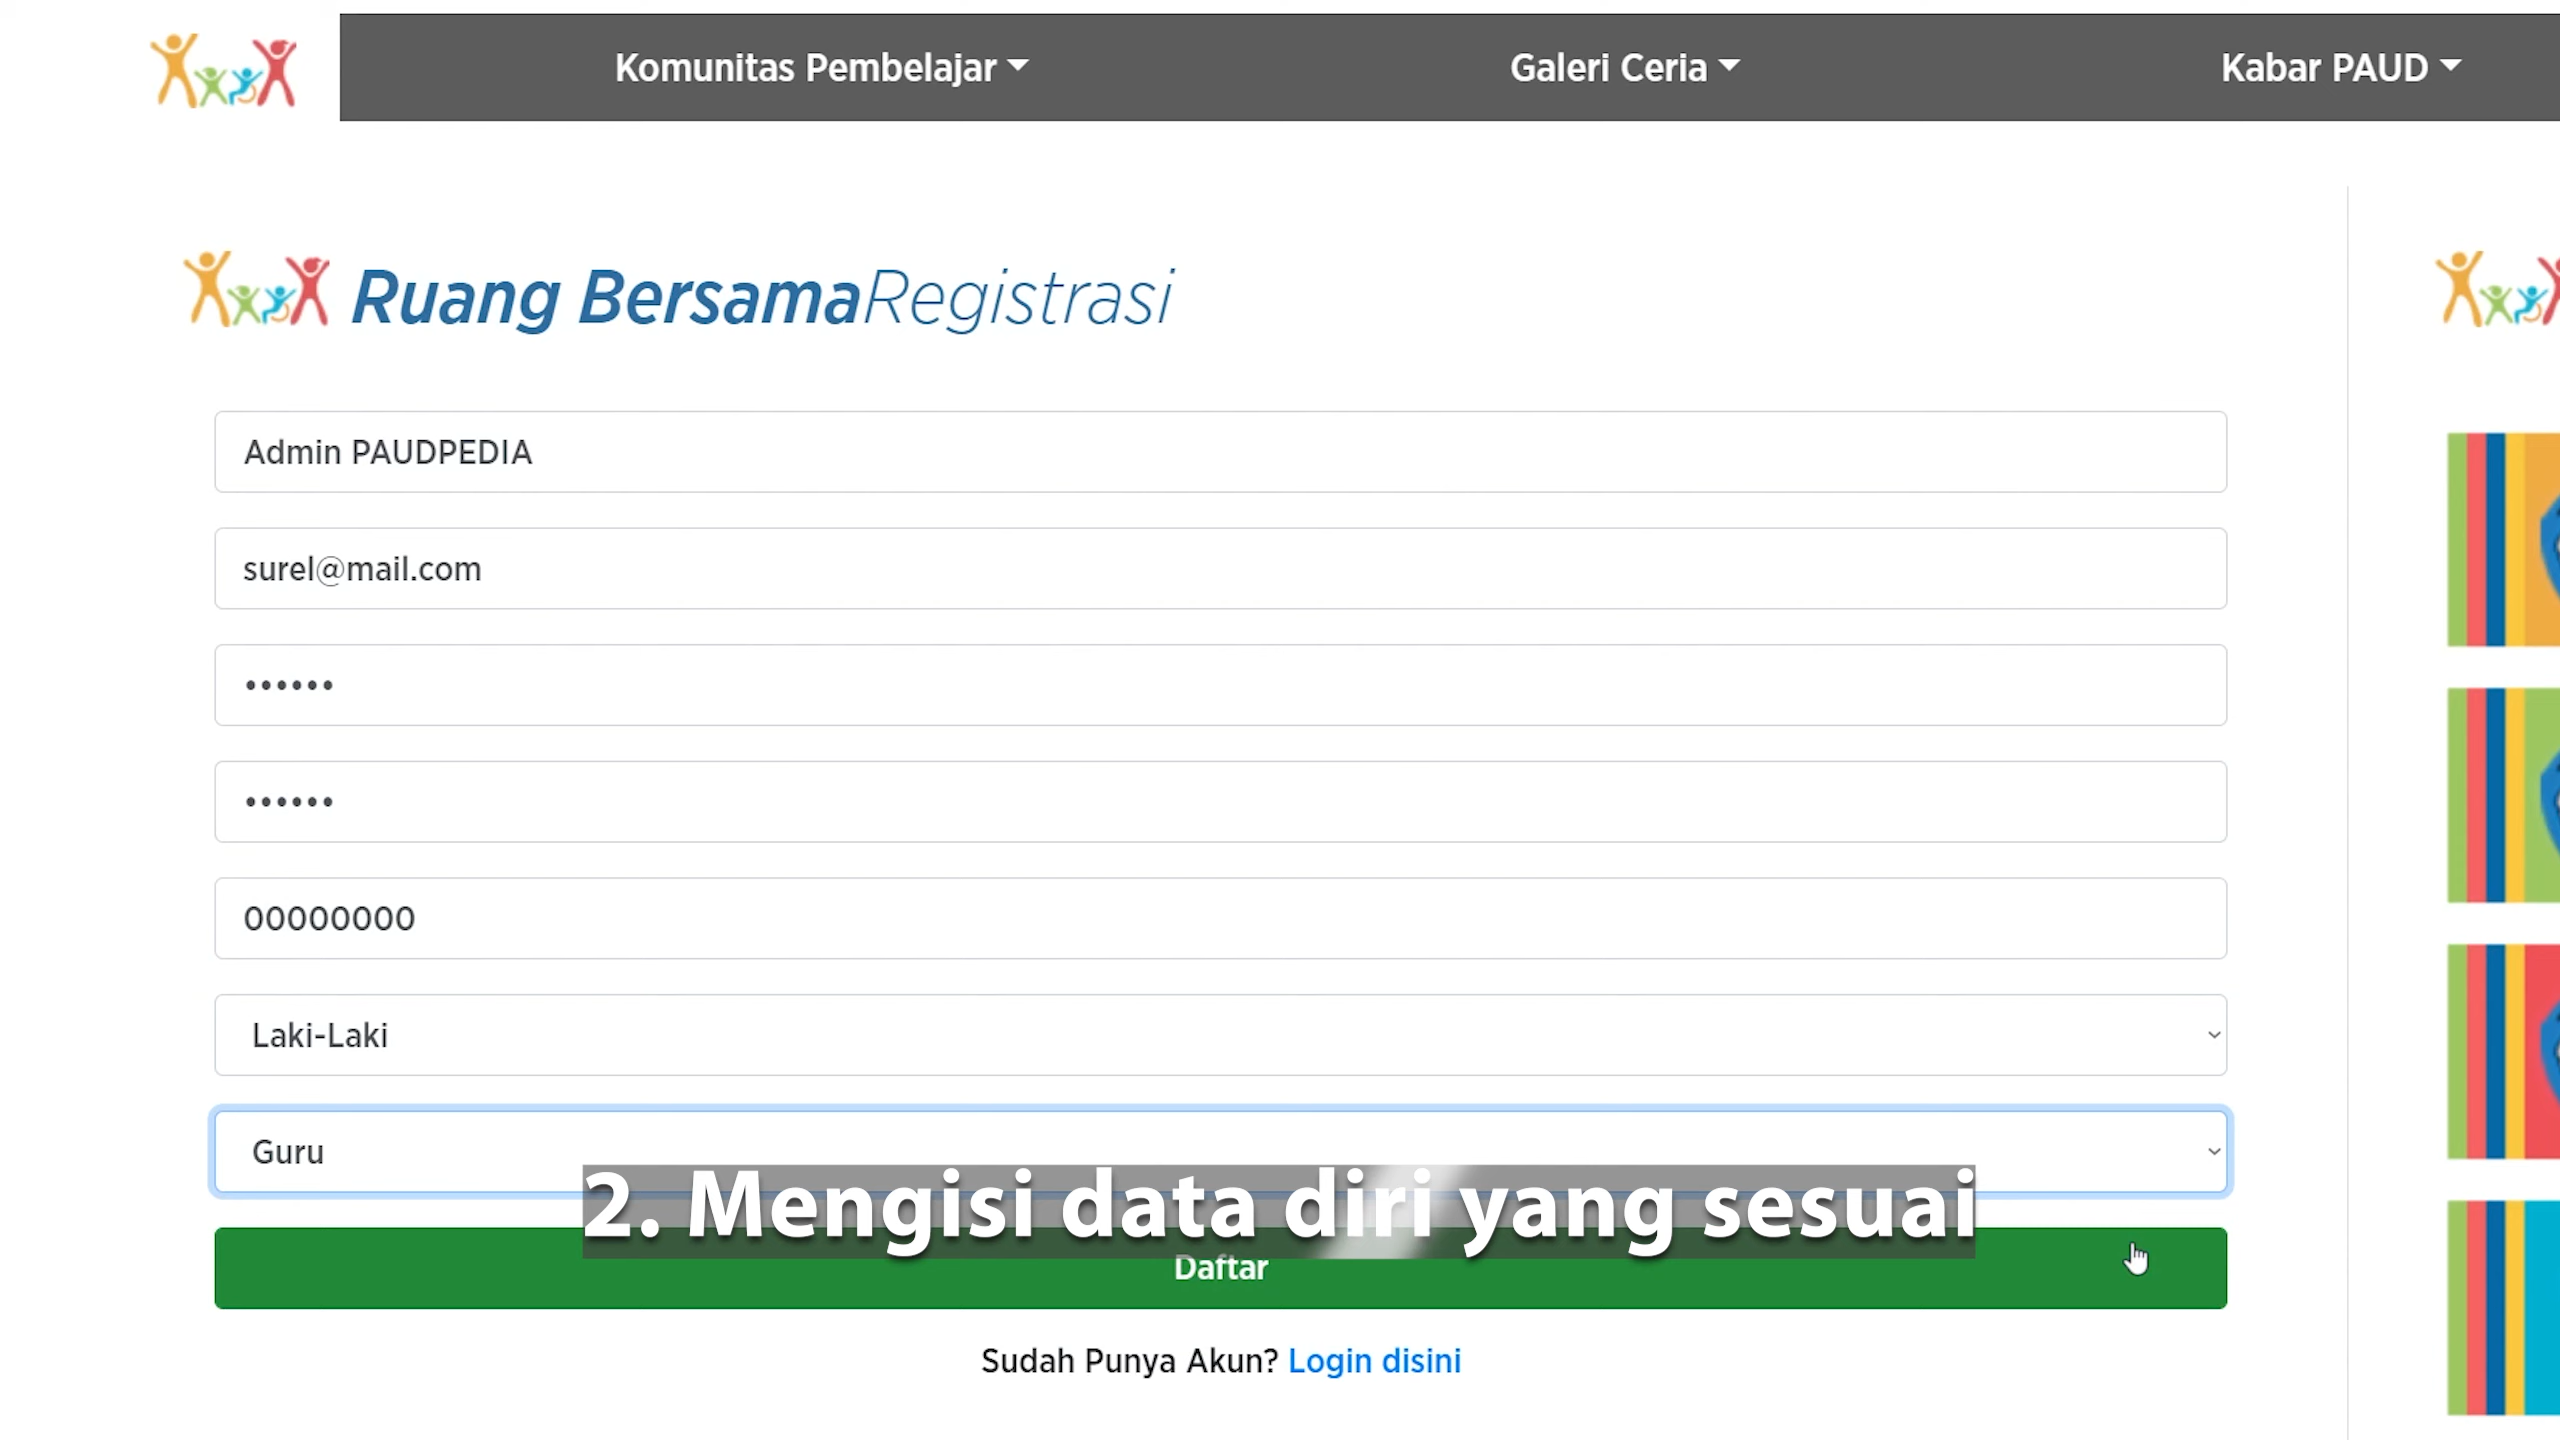 Komunitas Pembelajar
Galeri Ceria
Kabar PAUD
Ruang BersamaRegistrasi
Admin PAUDPEDIA
surel@mail.com
••••••
••••••
00000000
Laki-Laki
Guru
2. Mengisi data diri yang sesuai
Daftar
Sudah Punya Akun? Login disini